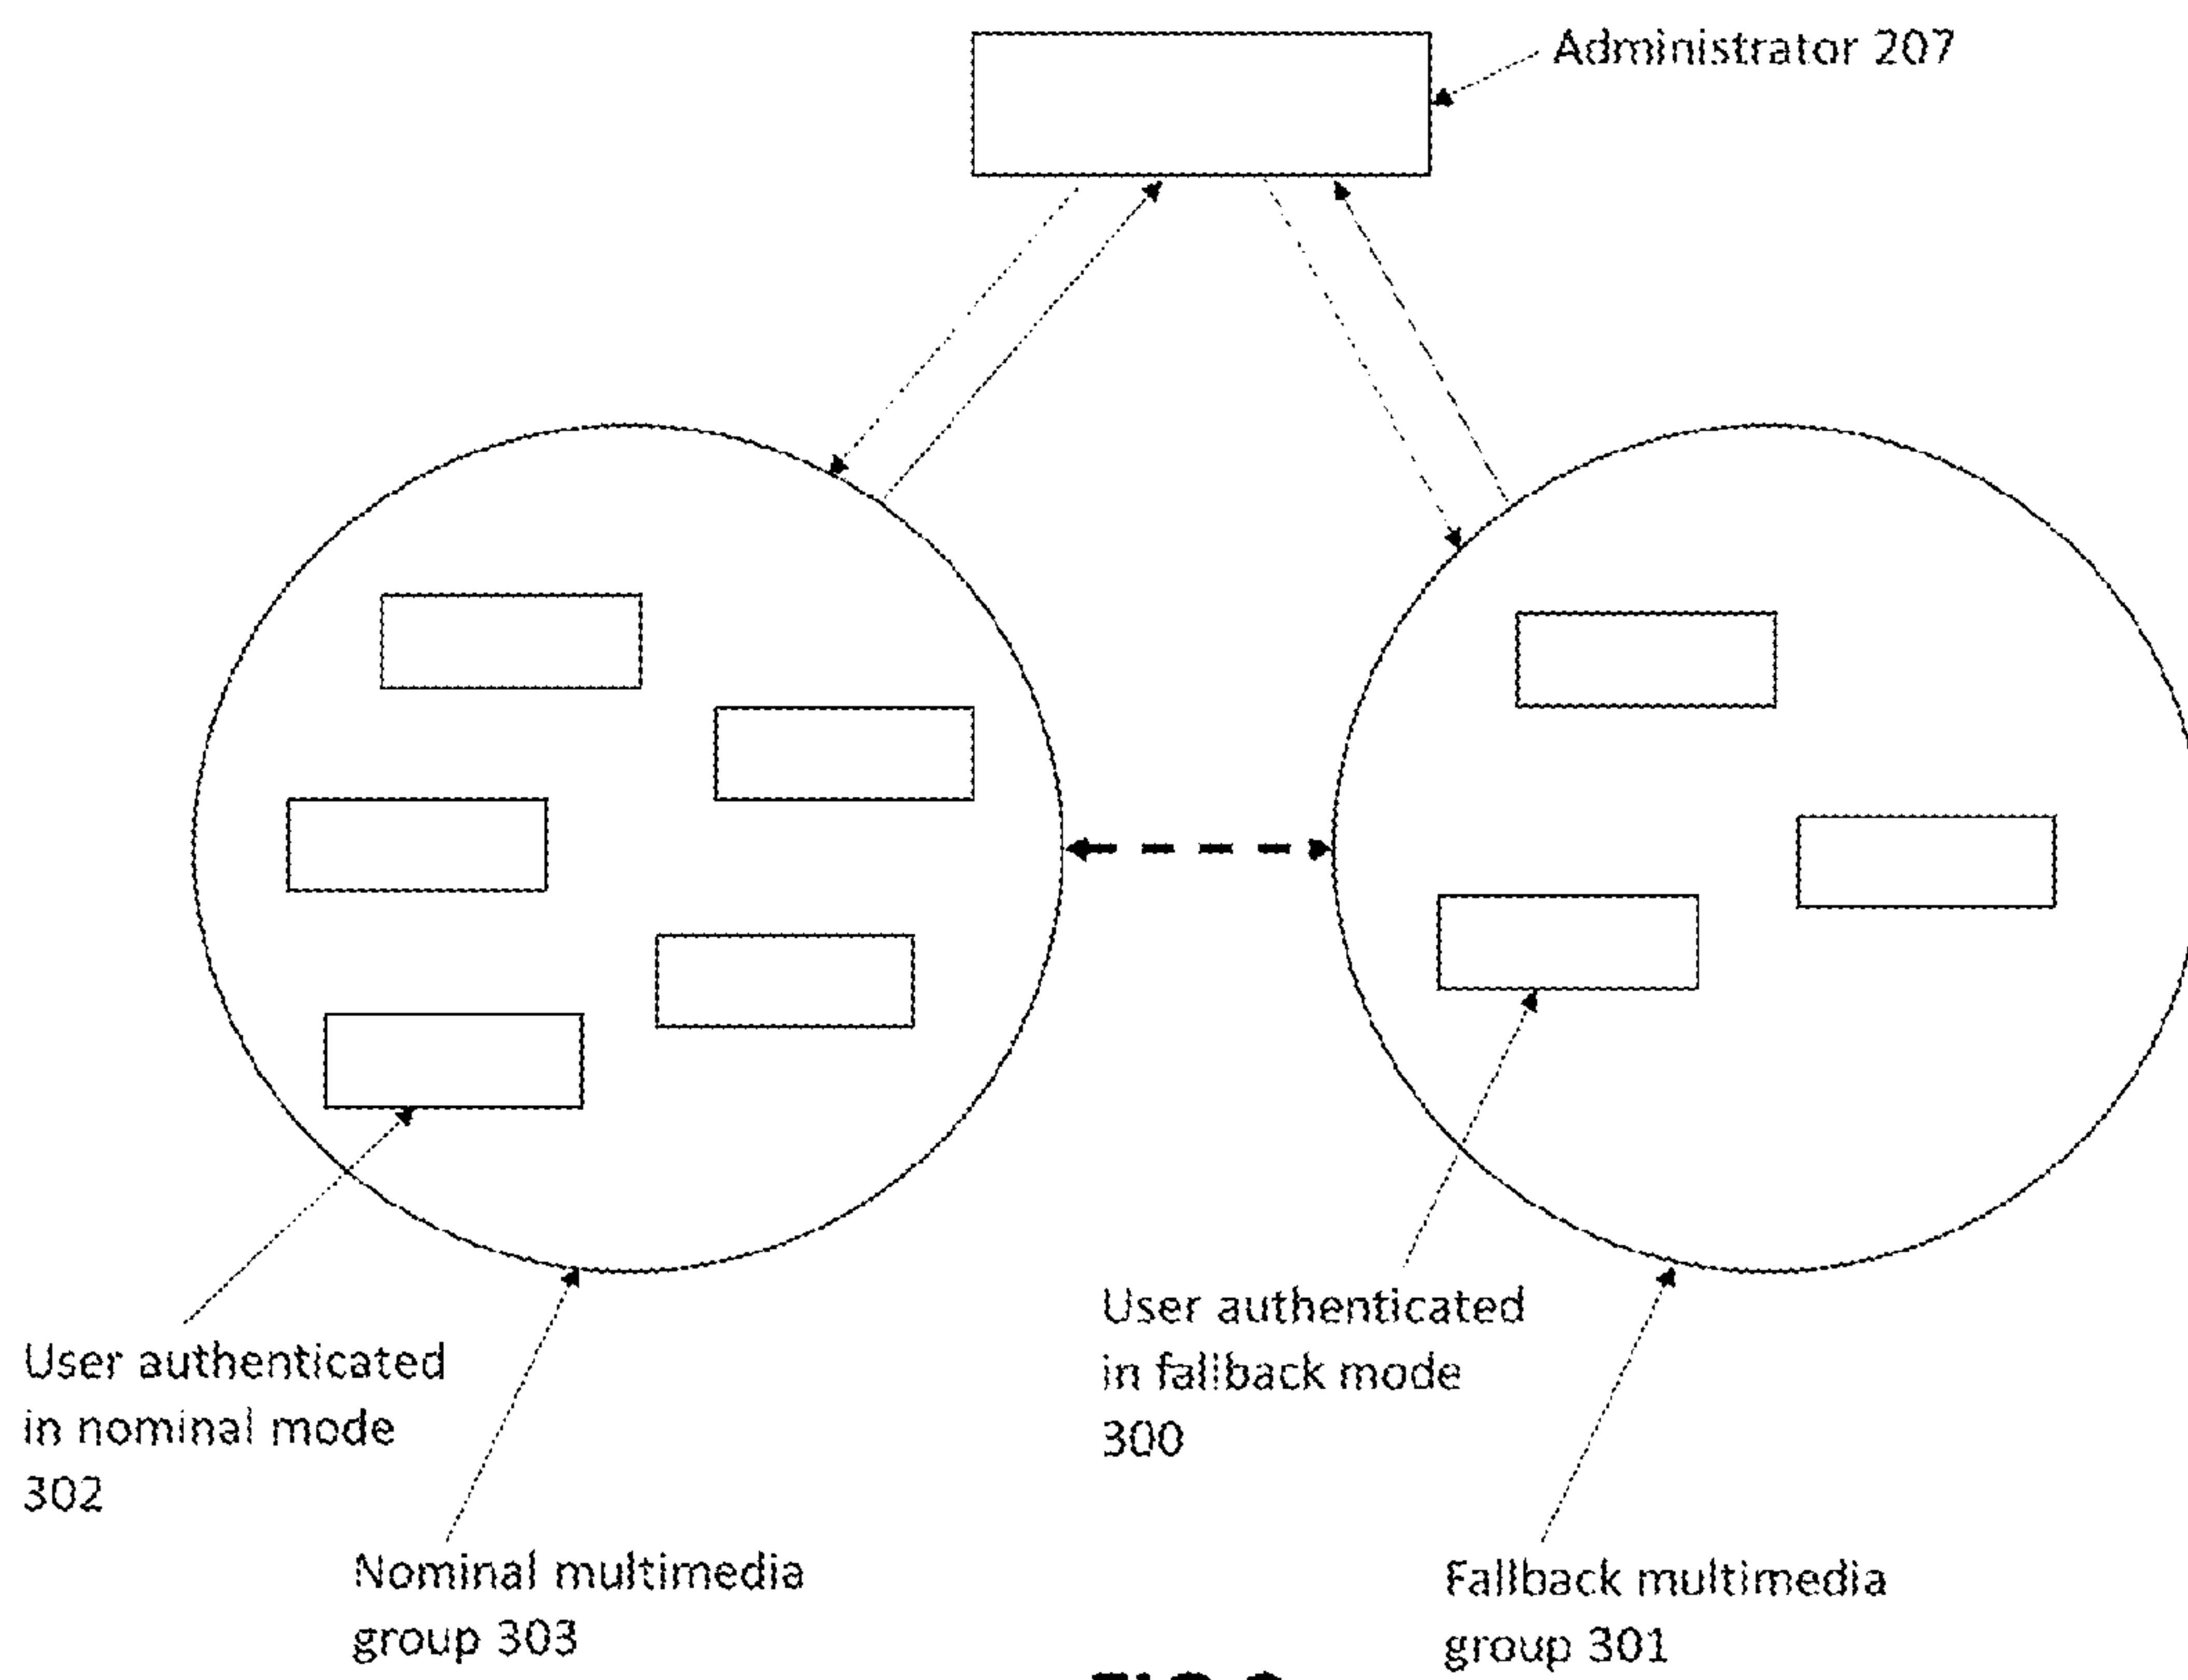 Administrator 207
User authenticated
in nominal mode
302
User authenticated
in fallback mode
300
Nominal multimedia
group 303
Fallback multimedia
group 301